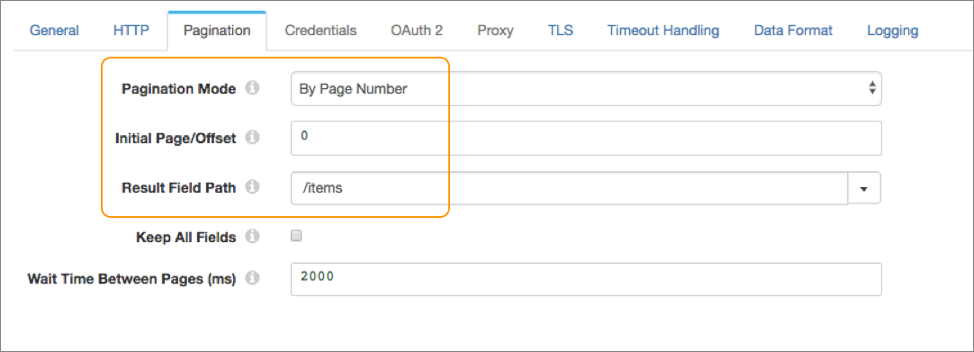 General HTTP Pagination Credentials OAuth 2 Proxy TLS Timeout Handling Data Format Logging
Pagination Mode By Page Number
Initial Page/Offset 0
Result Field Path /items
Keep All Fields
Wait Time Between Pages (ms) 2000